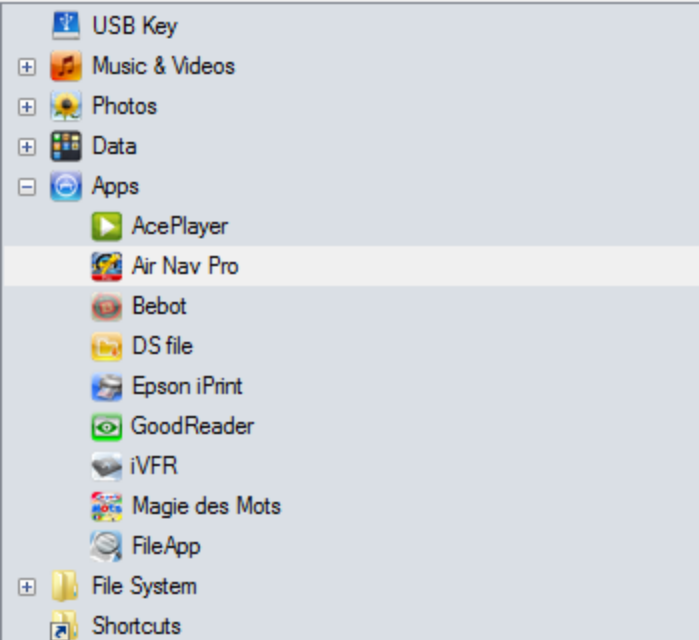 USB Key
Music & Videos
Photos
Data
Apps
AcePlayer
Air Nav Pro
Bebot
DS file
Epson iPrint
GoodReader
iVFR
Magie des Mots
FileApp
File System
Shortcuts